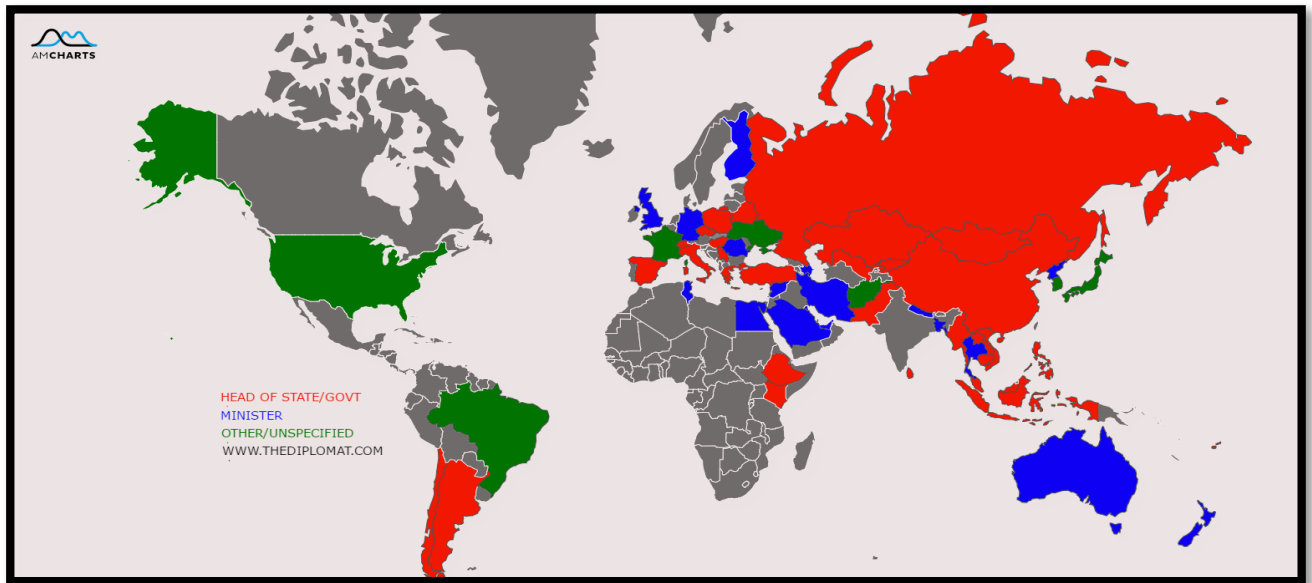 AMCHARTS
HEAD OF STATE/GOVT
MINISTER
OTHER/UNSPECIFIED
WWW.THEDIPLOMAT.COM